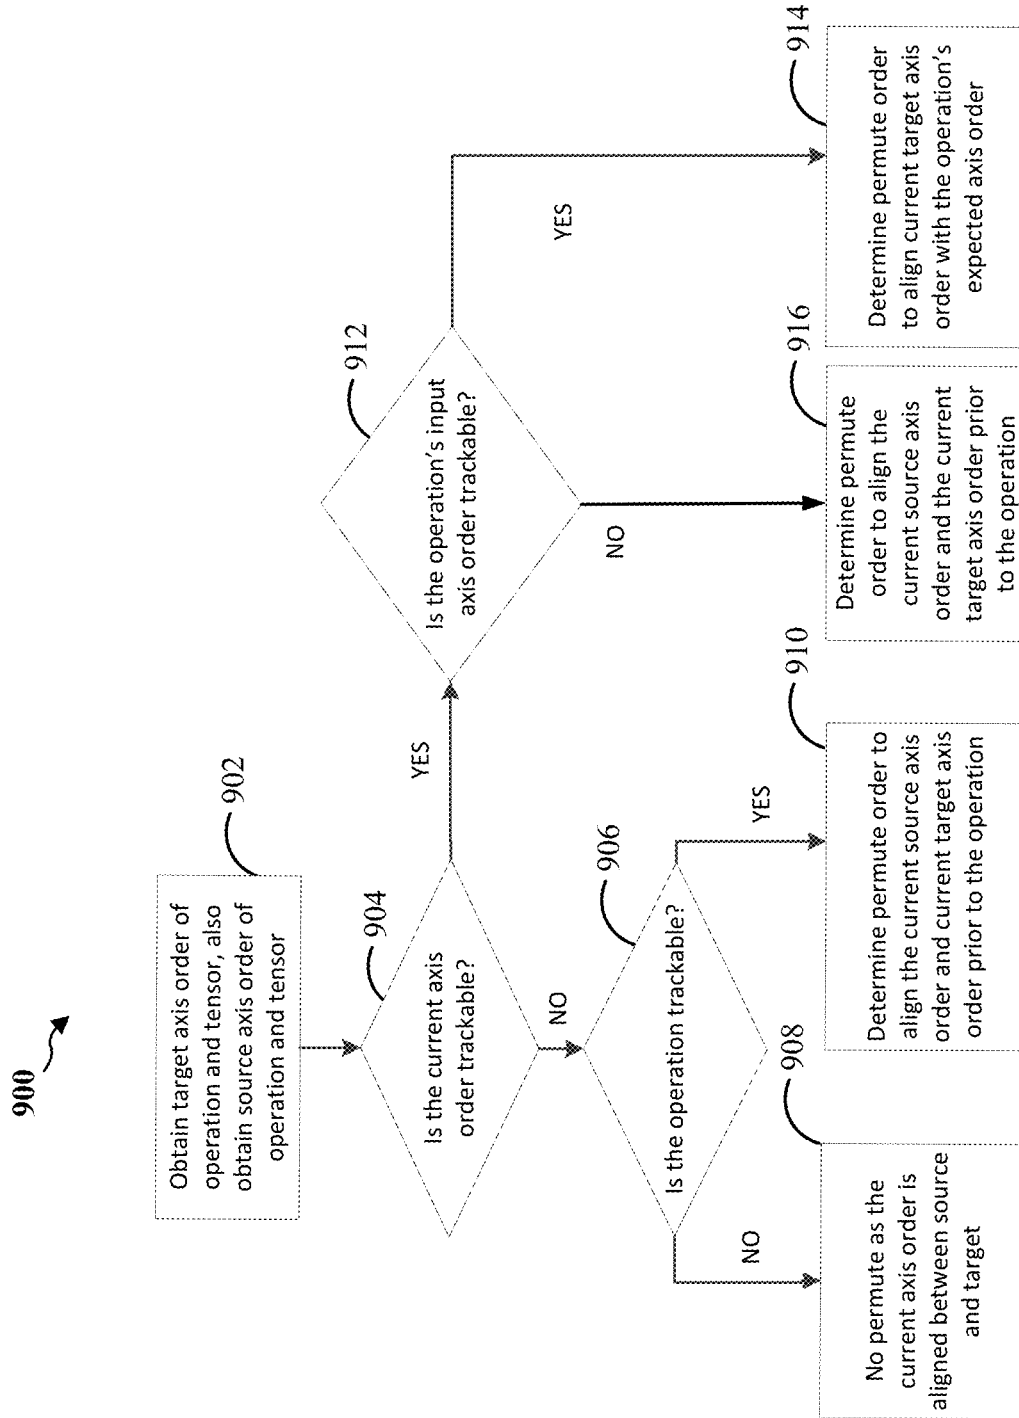 900
902
Obtain target axis order of
operation and tensor, also
obtain source axis order of
operation and tensor
904
Is the current axis
order trackable?
YES
NO
912
Is the operation's input
axis order trackable?
YES
NO
906
Is the operation trackable?
YES
NO
908
No permute as the
current axis order is
aligned between source
and target
910
Determine permute order to
align the current source axis
order and current target axis
order prior to the operation
916
Determine permute
order to align the
current source axis
order and the current
target axis order prior
to the operation
914
Determine permute order
to align current target axis
order with the operation's
expected axis order